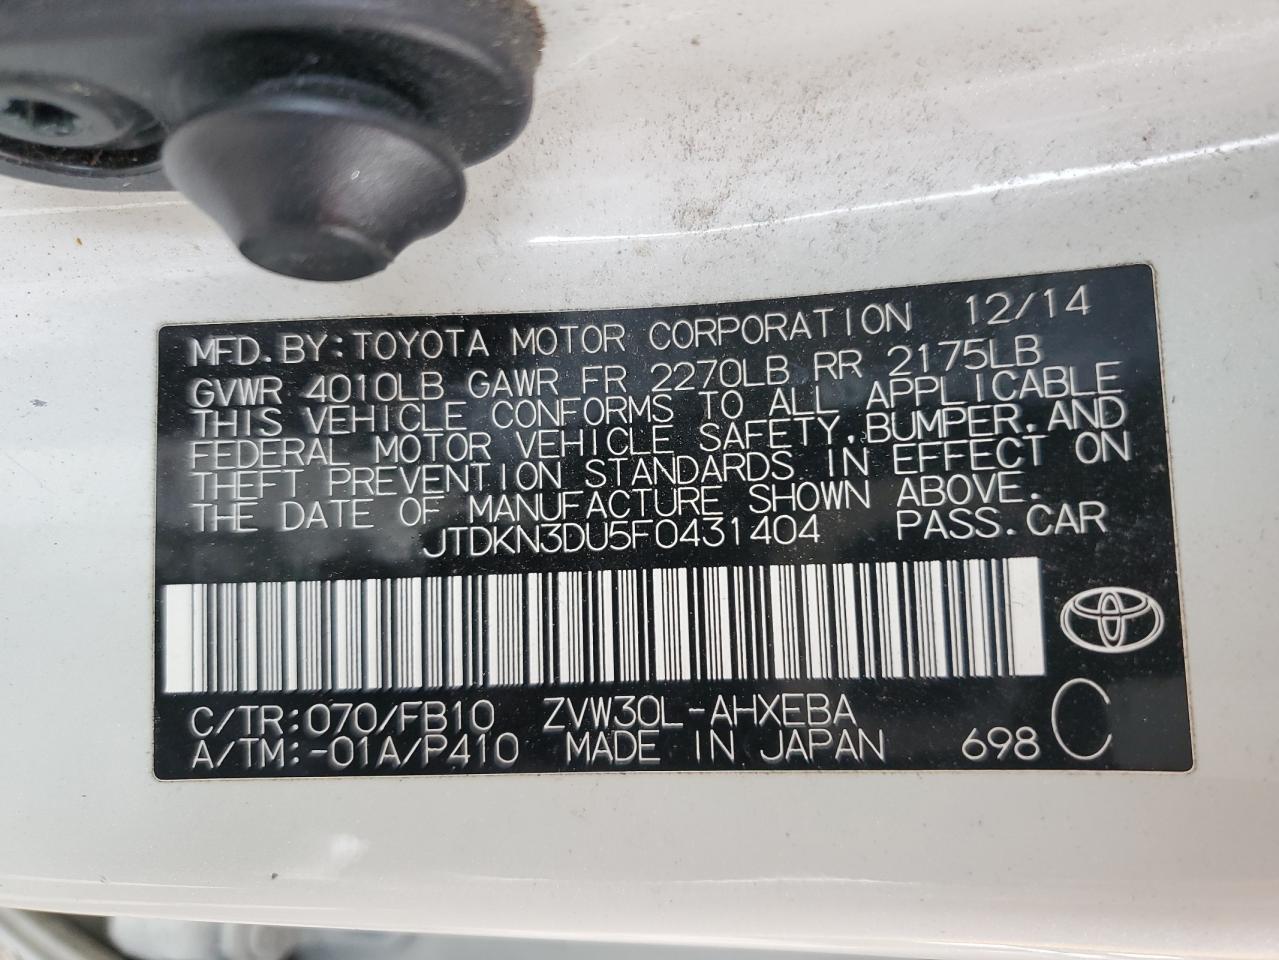 MFD.BY:TOYOTA MOTOR CORPORATION 12/14
GVWR 4010LB GAWR FR 2270LB RR 2175LB
THIS VEHICLE CONFORMS TO ALL APPLICABLE
FEDERAL MOTOR VEHICLE SAFETY,BUMPER,AND
THEFT PREVENTION STANDARDS IN EFFECT ON
THE DATE OF MANUFACTURE SHOWN ABOVE.
JTDKN3DU5F0431404 PASS.CAR
C/TR:070/FB10 ZVW30L-AHXEBA
A/TM:-01A/P410 MADE IN JAPAN 698 C